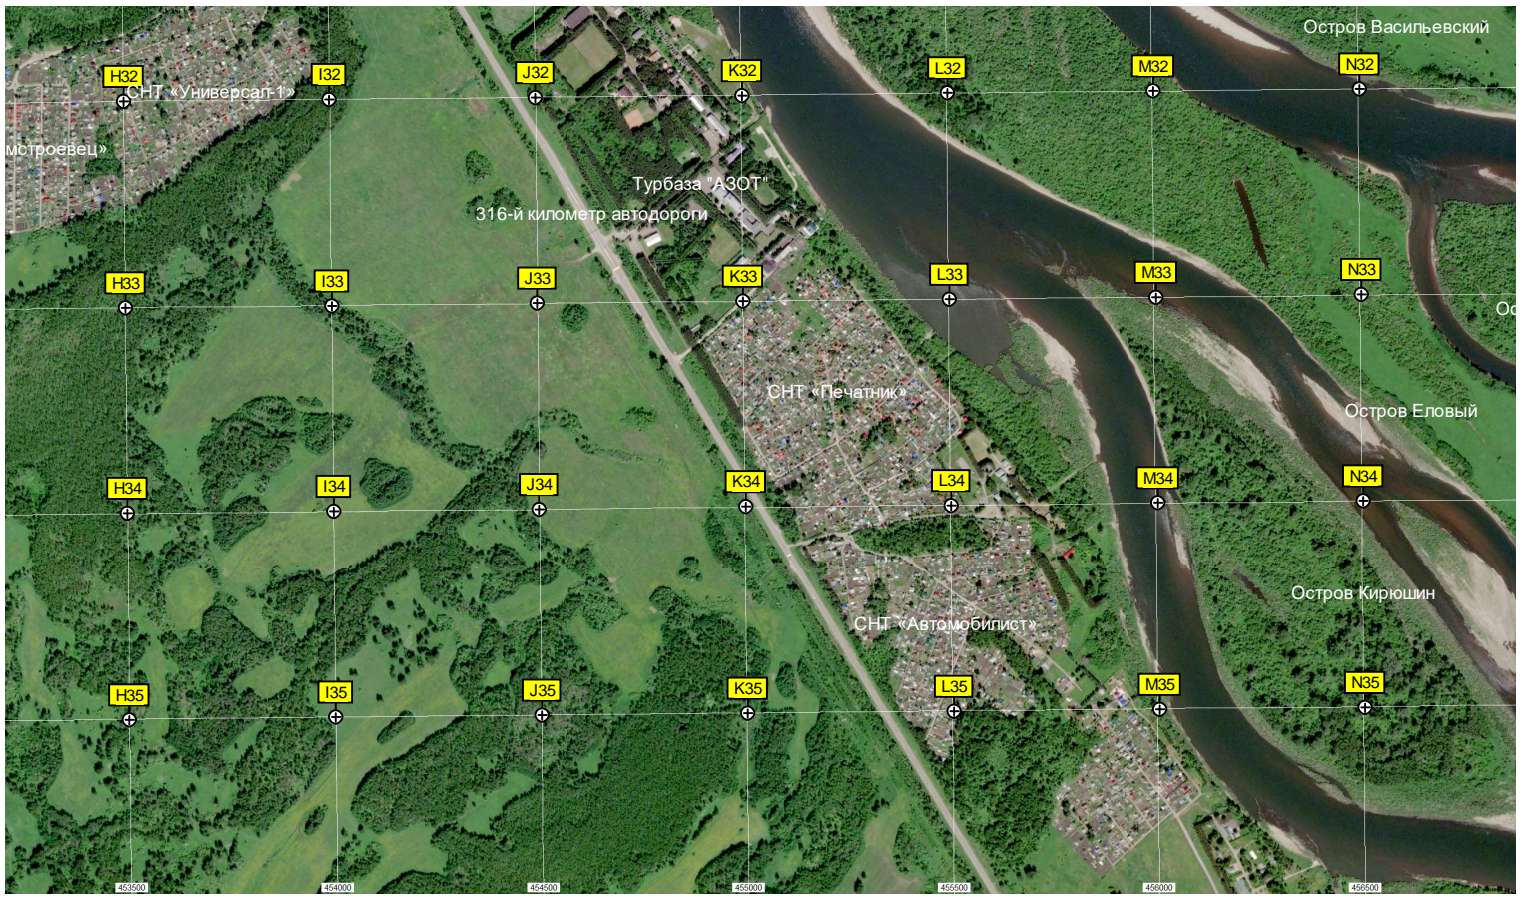 Остров Васильевский
H32
I32
J32
K32
L32
M32
N32
СНТ «Универсал-1»
мстроевец»
Турбаза "АЗОТ"
316-й километр автодороги
H33
I33
J33
K33
L33
M33
N33
Ос
СНТ «Печатник»
Остров Еловый
H34
I34
J34
K34
L34
M34
N34
Остров Кирюшин
СНТ «Автомобилист»
H35
I35
J35
K35
L35
M35
N35
453500
454000
454500
455000
455500
456000
456500